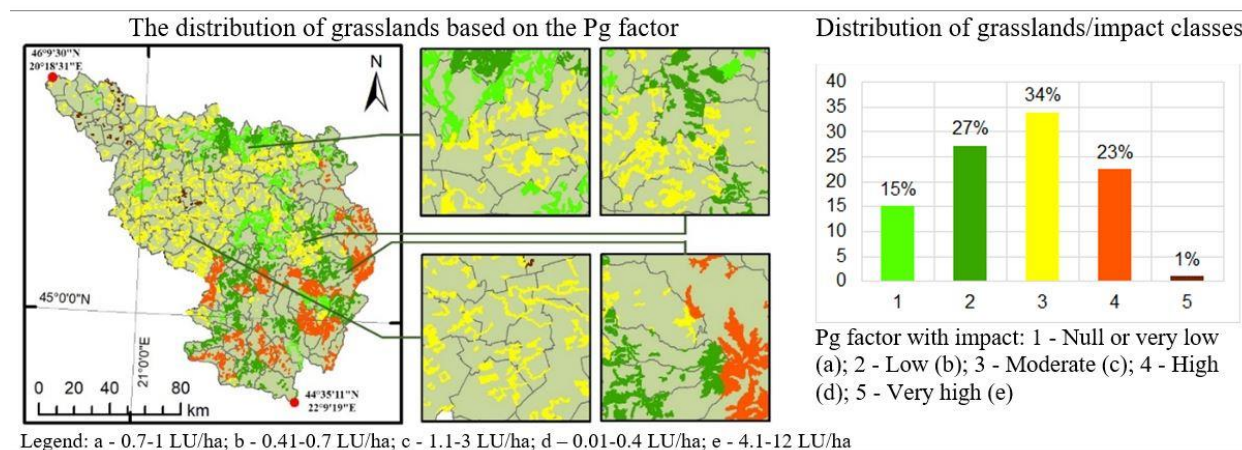 The distribution of grasslands based on the Pg factor
46°9'30"N
20°18'31"E
N
45°0'0"N
21°0'0"E
0 20 40 80
km
44°35'11"N
22°9'19"E
Legend: a - 0.7-1 LU/ha; b - 0.41-0.7 LU/ha; c - 1.1-3 LU/ha; d – 0.01-0.4 LU/ha; e - 4.1-12 LU/ha
Distribution of grasslands/impact classes
40
35
30
25
20
15
10
5
0
15%
27%
34%
23%
1%
1 2 3 4 5
Pg factor with impact: 1 - Null or very low
(a); 2 - Low (b); 3 - Moderate (c); 4 - High
(d); 5 - Very high (e)